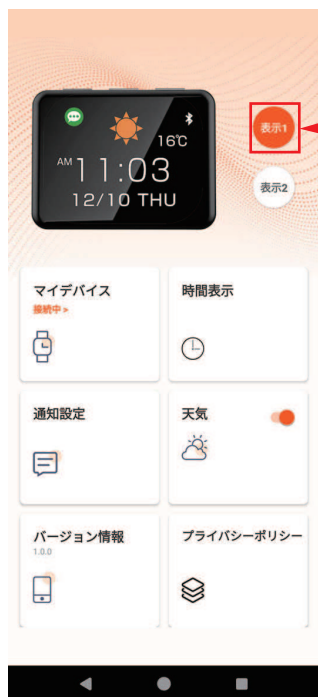 16℃
AM 11:03
12/10 THU
表示1
表示2
マイデバイス
接続中 >
時間表示
通知設定
天気
バージョン情報
1.0.0
プライバシーポリシー